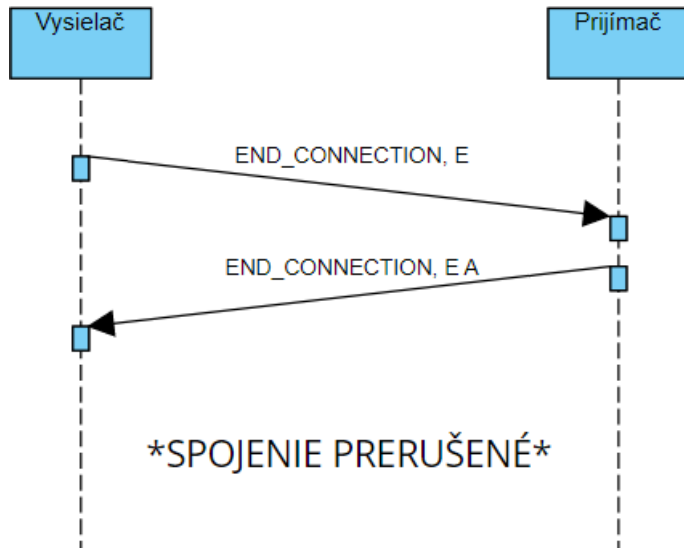 Vysielač
Prijímač
END_CONNECTION, E
END_CONNECTION, E A
*SPOJENIE PRERUŠENÉ*